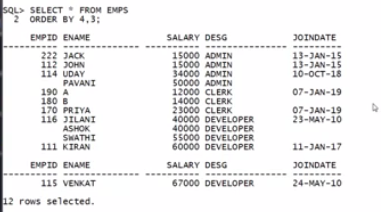 SQL> SELECT * FROM EMPS
  2  ORDER BY 4,3;
EMPID ENAME SALARY DESG JOINDATE
---------- -------------------- ---------- -------------------- ---------
222 JACK 15000 ADMIN 13-JAN-15
112 JOHN 15000 ADMIN 13-JAN-15
114 UDAY 34000 ADMIN 10-OCT-18
PAVANI 50000 ADMIN
190 A 12000 CLERK 07-JAN-19
180 B 14000 CLERK
170 PRIYA 23000 CLERK 07-JAN-19
116 JILANI 40000 DEVELOPER 23-MAY-10
ASHOK 40000 DEVELOPER
SWATHI 55000 DEVELOPER
111 KIRAN 60000 DEVELOPER 11-JAN-17
EMPID ENAME SALARY DESG JOINDATE
---------- -------------------- ---------- -------------------- ---------
115 VENKAT 67000 DEVELOPER 24-MAY-10
12 rows selected.